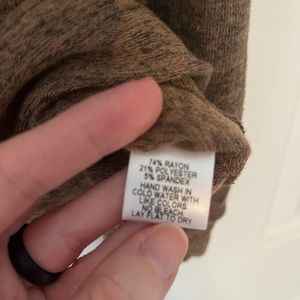 74% RAYON
21% POLYESTER
5% SPANDEX
HAND WASH IN
COLD WATER WITH
LIKE COLORS
NO BLEACH
LAY FLAT TO DRY